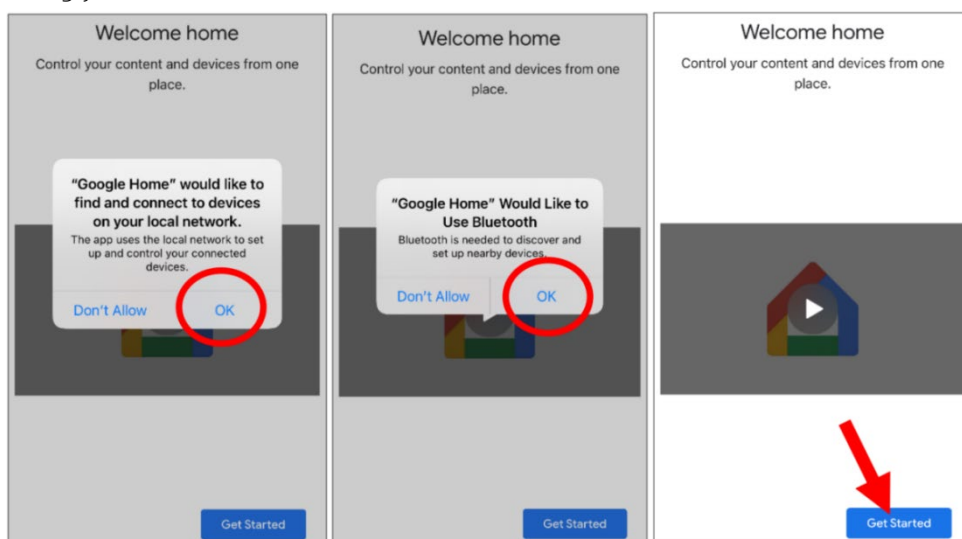 Welcome home
Control your content and devices from one
place.
"Google Home" would like to
find and connect to devices
on your local network.
The app uses the local network to set
up and control your connected
devices.
Don't Allow OK
Get Started
Welcome home
Control your content and devices from one
place.
"Google Home" Would Like to
Use Bluetooth
Bluetooth is needed to discover and
set up nearby devices.
Don't Allow OK
Get Started
Welcome home
Control your content and devices from one
place.
Get Started